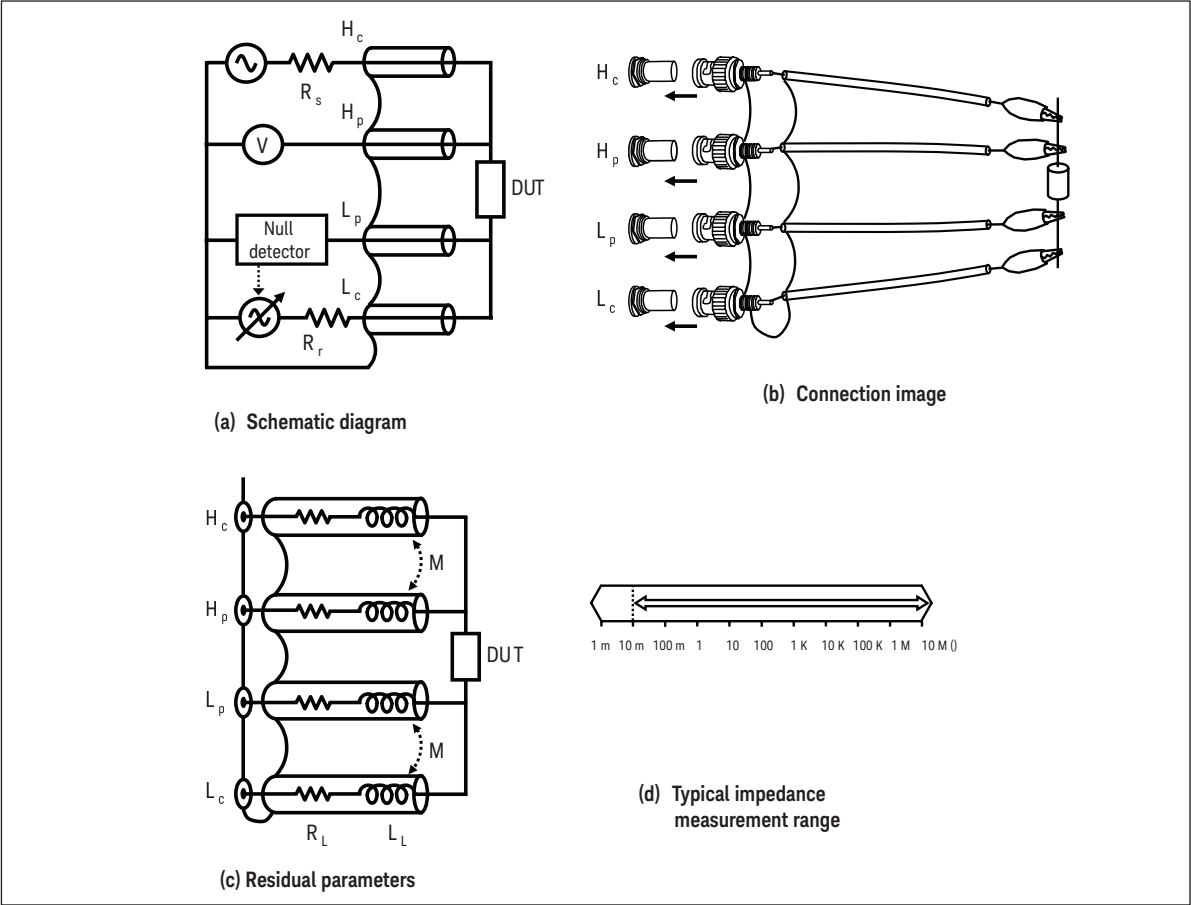 H c
R s
H p
V
L p
Null
detector
L c
R r
DUT
(a) Schematic diagram
H c
H p
L p
L c
(b) Connection image
H c
M
H p
DUT
L p
M
L c
R L
L L
(c) Residual parameters
1 m 10 m 100 m 1 10 100 1 K 10 K 100 K 1 M 10 M ()
(d) Typical impedance
measurement range